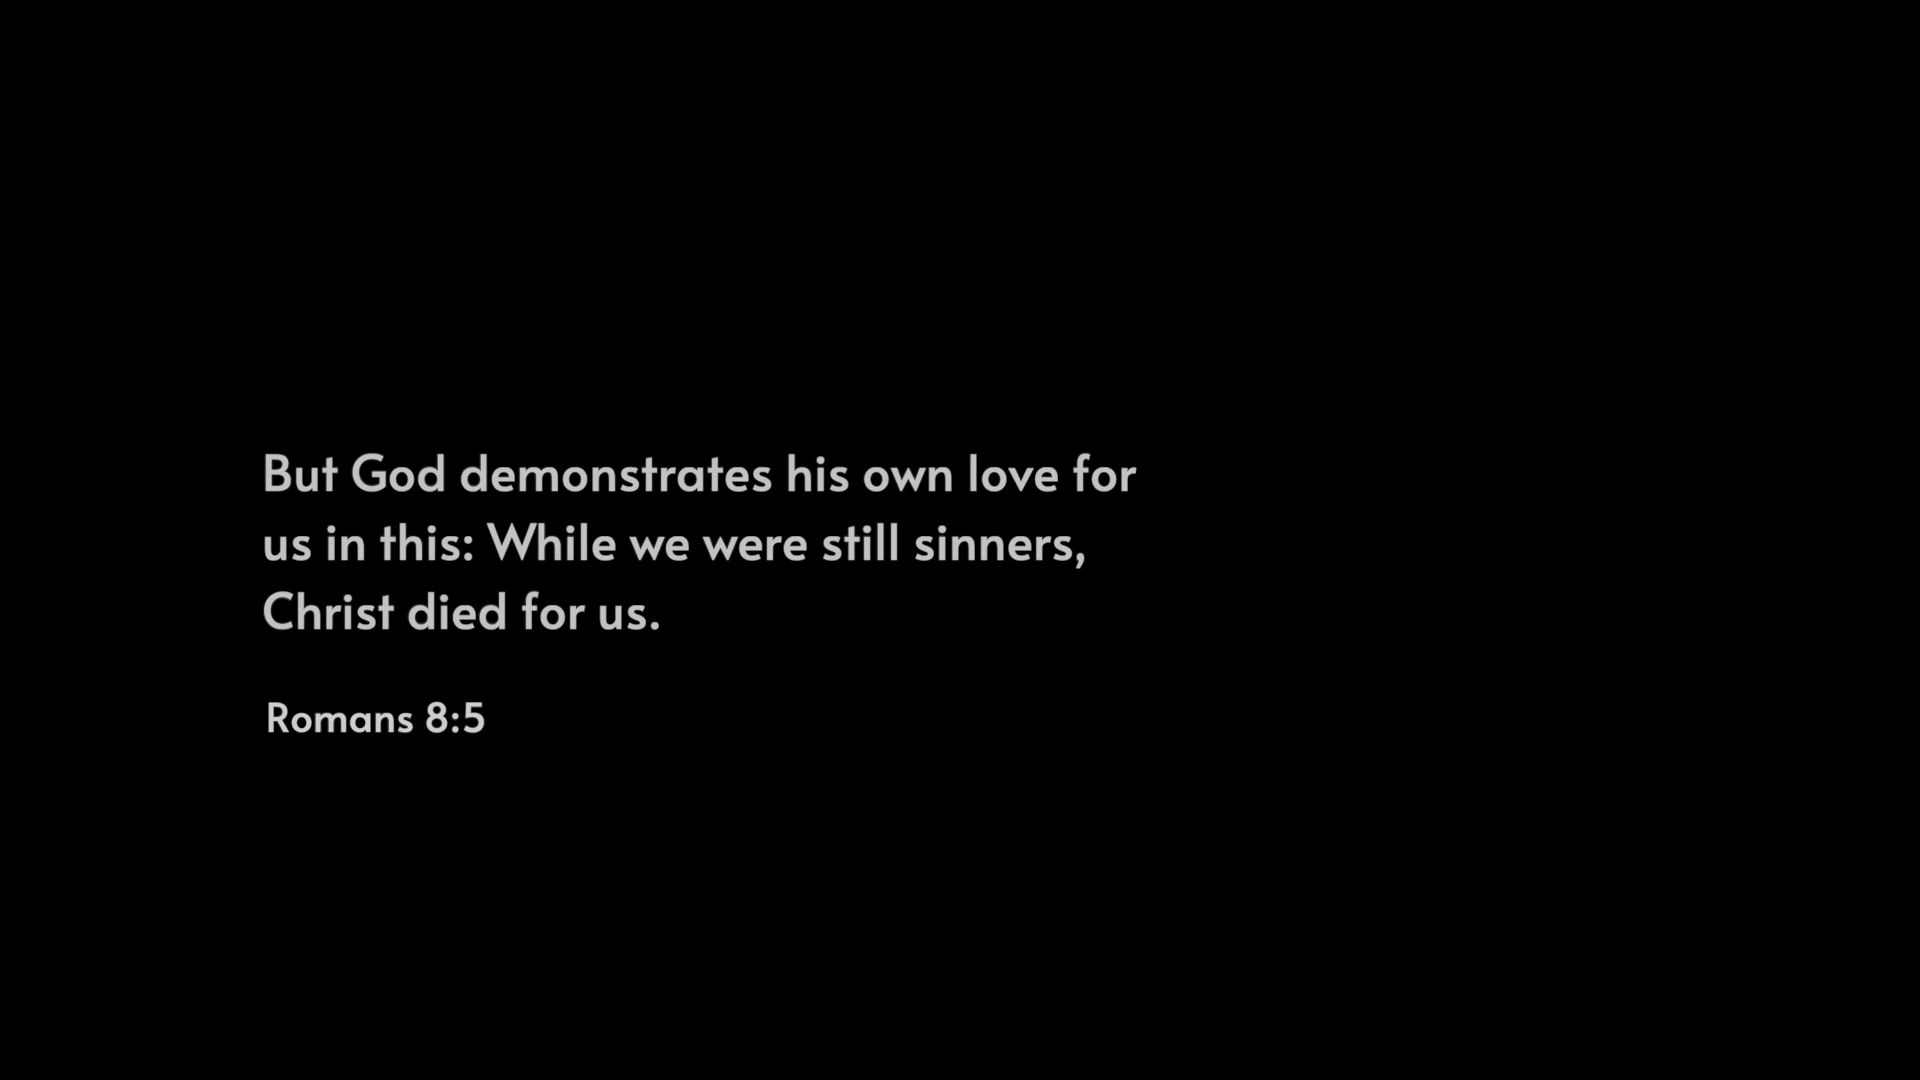 But God demonstrates his own love for
us in this: While we were still sinners,
Christ died for us.
Romans 8:5